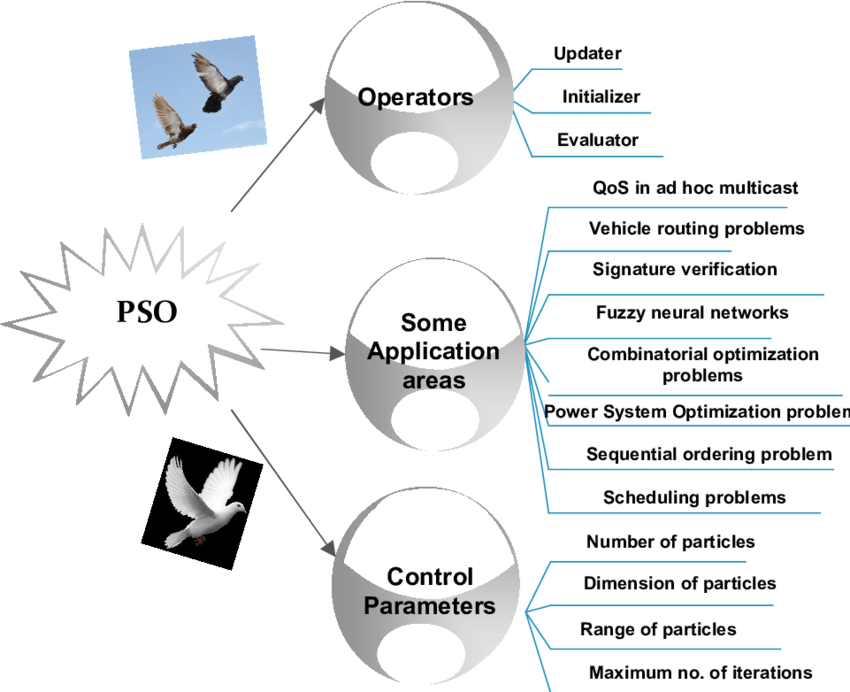 Operators
Updater
Initializer
Evaluator
PSO
Some
Application
areas
QoS in ad hoc multicast
Vehicle routing problems
Signature verification
Fuzzy neural networks
Combinatorial optimization
problems
Power System Optimization problem
Sequential ordering problem
Scheduling problems
Control
Parameters
Number of particles
Dimension of particles
Range of particles
Maximum no. of iterations